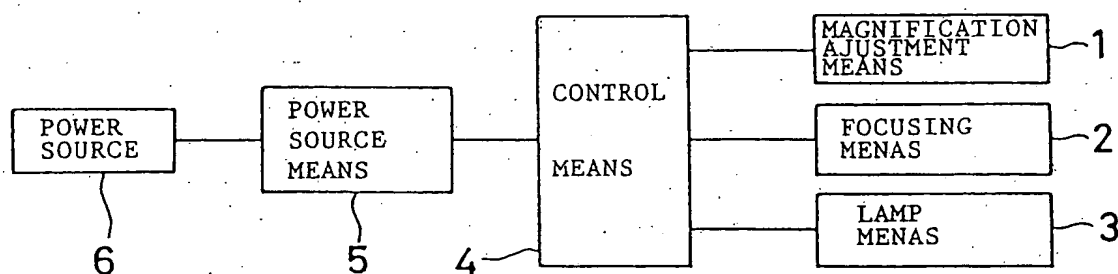 MAGNIFICATION
AJUSTMENT
MEANS
1
POWER
SOURCE
6
POWER
SOURCE
MEANS
5
CONTROL
MEANS
4
FOCUSING
MENAS
2
LAMP
MENAS
3